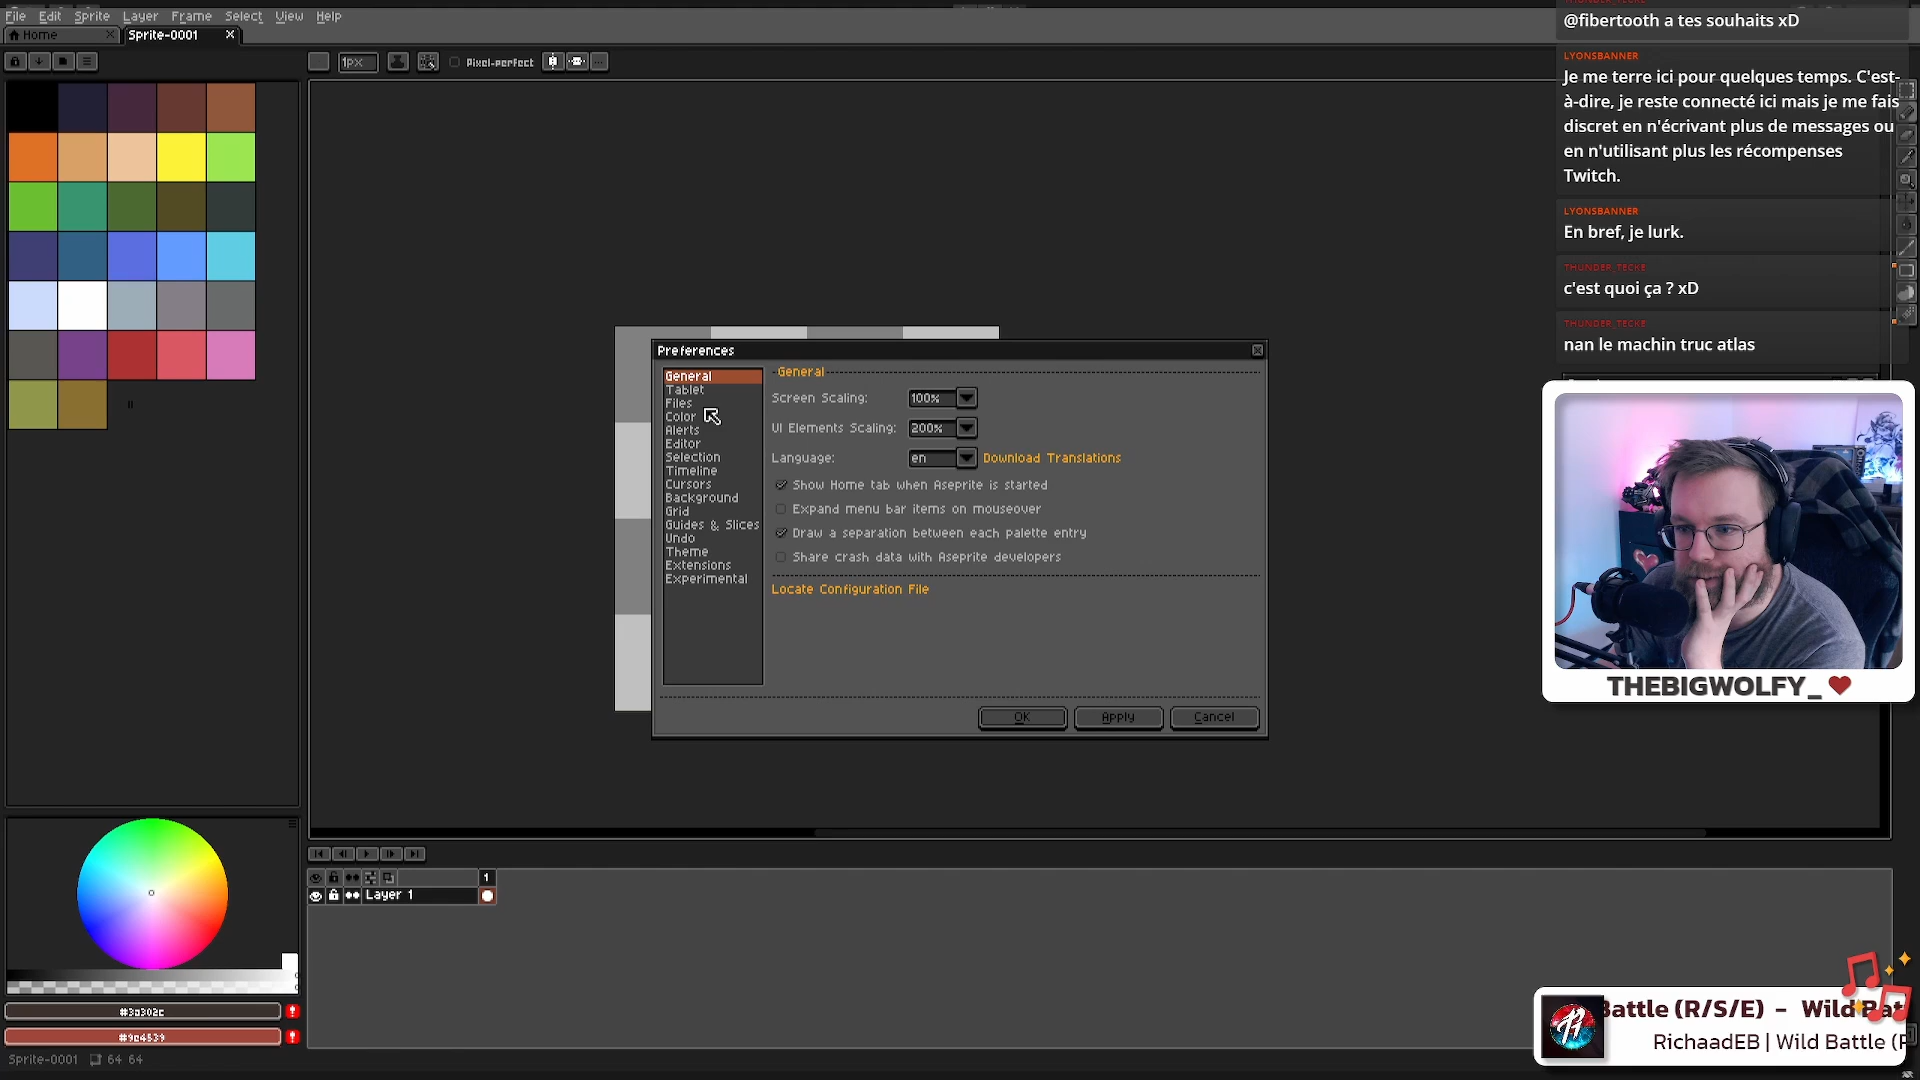 File Edit Sprite Layer Frame Select View Help
Home
Sprite-0001
1px
Pixel-perfect
@fibertooth a tes souhaits xD
LYONSBANNER
Je me terre ici pour quelques temps. C'est-
à-dire, je reste connecté ici mais je me fais
discret en n'écrivant plus de messages ou
en n'utilisant plus les récompenses
Twitch.
LYONSBANNER
En bref, je lurk.
THUNDER_TECKE
c'est quoi ça ? xD
THUNDER_TECKE
nan le machin truc atlas
Preferences
General
Tablet
Files
Color
Alerts
Editor
Selection
Timeline
Cursors
Background
Grid
Guides & Slices
Undo
Theme
Extensions
Experimental
General
Screen Scaling: 100%
UI Elements Scaling: 200%
Language: en Download Translations
Show Home tab when Aseprite is started
Expand menu bar items on mouseover
Draw a separation between each palette entry
Share crash data with Aseprite developers
Locate Configuration File
OK Apply Cancel
THEBIGWOLFY_
1
Layer 1
#3a302c
#9c4539
Sprite-0001 64 64
Battle (R/S/E) - Wild Bat
RichaadEB | Wild Battle (